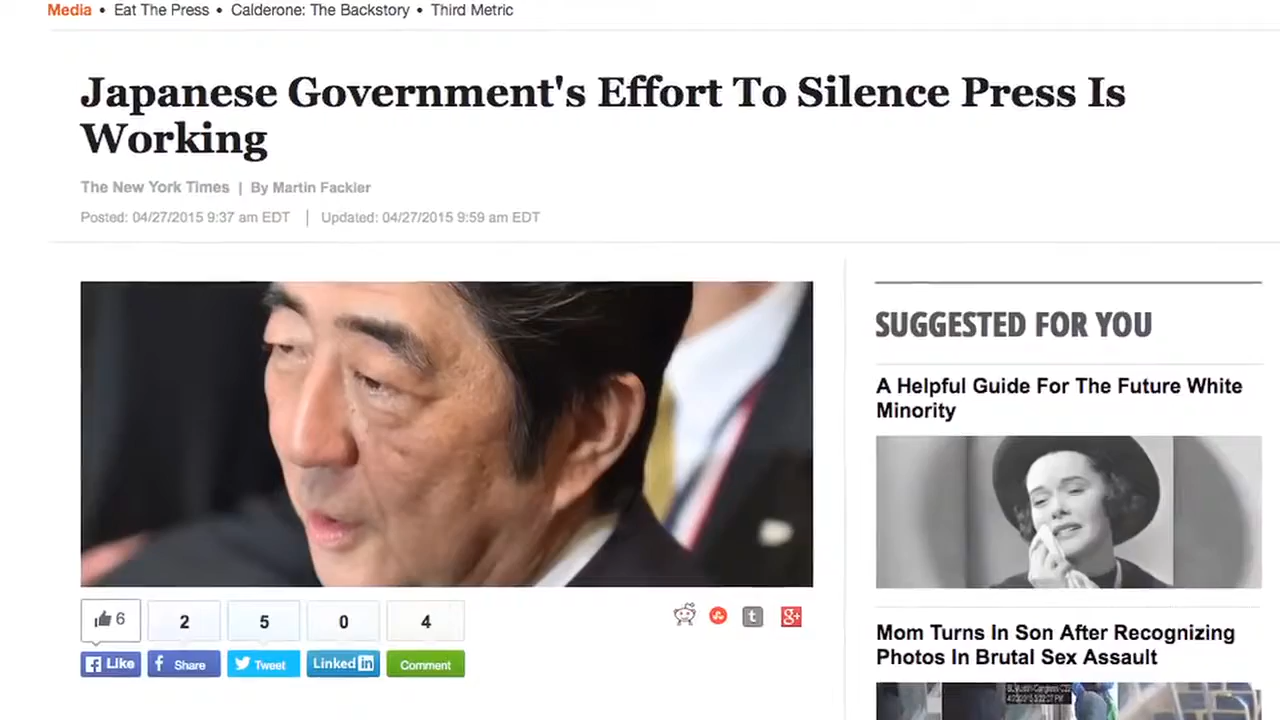 Media • Eat The Press • Calderone: The Backstory • Third Metric
Japanese Government's Effort To Silence Press Is
Working
The New York Times | By Martin Fackler
Posted: 04/27/2015 9:37 am EDT | Updated: 04/27/2015 9:59 am EDT
SUGGESTED FOR YOU
A Helpful Guide For The Future White
Minority
6
2
5
0
4
Like
Share
Tweet
Linked in
Comment
Mom Turns In Son After Recognizing
Photos In Brutal Sex Assault